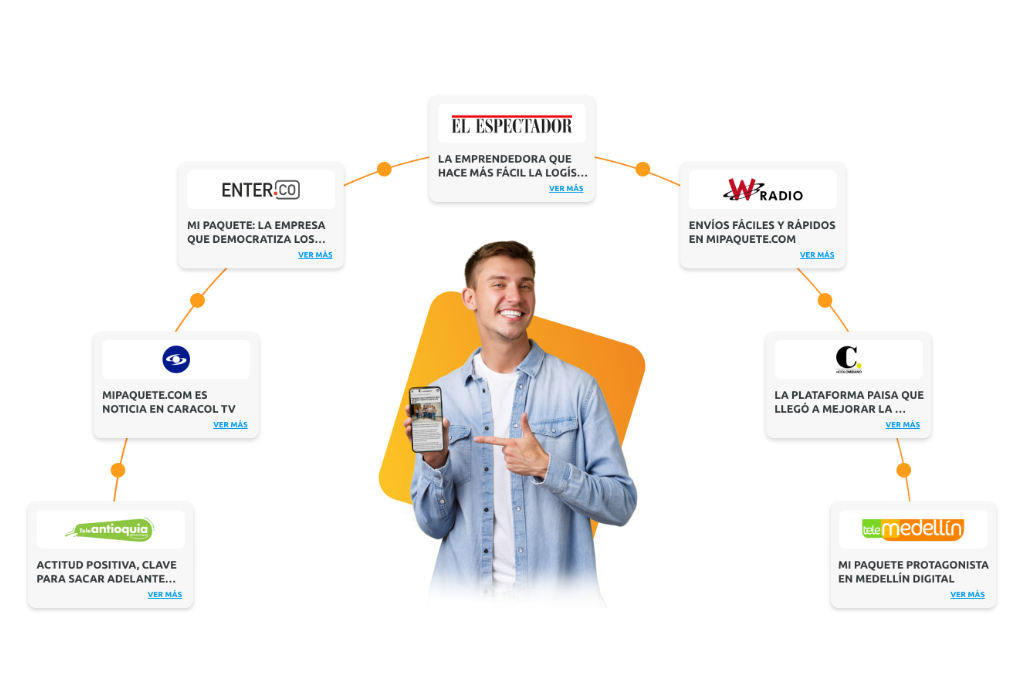 EL ESPECTADOR
LA EMPRENDEDORA QUE
HACE MÁS FÁCIL LA LOGÍS...
VER MÁS
ENTER.CO
MI PAQUETE: LA EMPRESA
QUE DEMOCRATIZA LOS...
VER MÁS
W RADIO
ENVÍOS FÁCILES Y RÁPIDOS
EN MIPAQUETE.COM
VER MÁS
MIPAQUETE.COM ES
NOTICIA EN CARACOL TV
VER MÁS
C.
ELCOLOMBIANO
LA PLATAFORMA PAISA QUE
LLEGÓ A MEJORAR LA ...
VER MÁS
Teleantioquia
ACTITUD POSITIVA, CLAVE
PARA SACAR ADELANTE...
VER MÁS
telemedellín
MI PAQUETE PROTAGONISTA
EN MEDELLÍN DIGITAL
VER MÁS